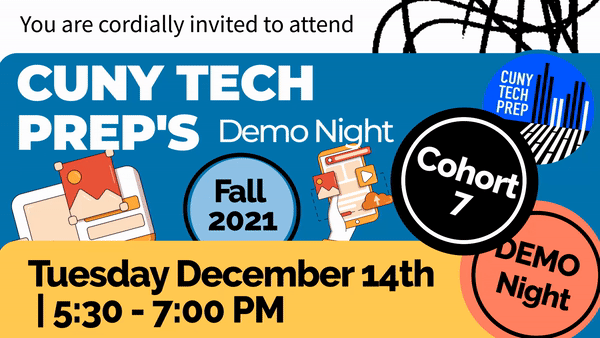 You are cordially invited to attend
CUNY TECH
PREP'S Demo Night
CUNY
TECH
PREP
Cohort
7
Fall
2021
DEMO
Night
Tuesday December 14th
| 5:30 - 7:00 PM